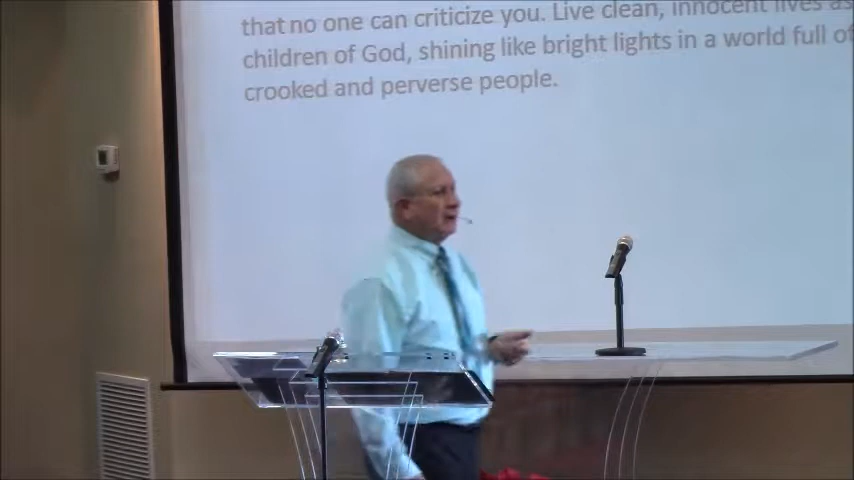 that no one can criticize you. Live clean, innocent lives as
children of God, shining like bright lights in a world full of
crooked and perverse people.